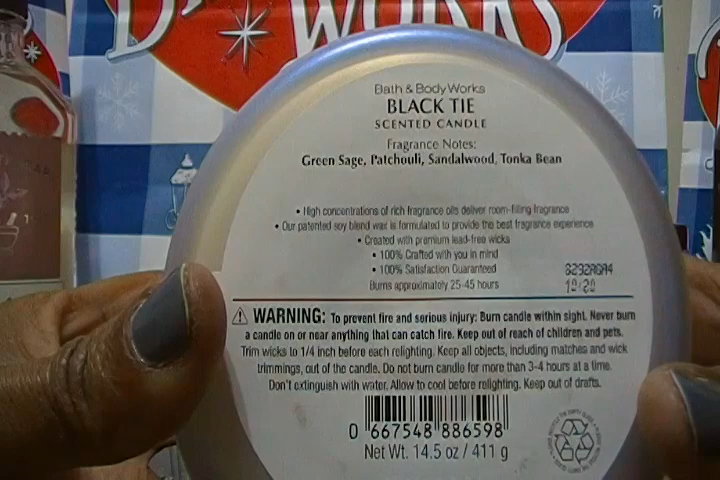 WORKS
Bath & Body Works
BLACK TIE
SCENTED CANDLE
Fragrance Notes:
Green Sage, Patchouli, Sandalwood, Tonka Bean
• High concentrations of rich fragrance oils deliver room-filling fragrance
• Our patented soy blend wax is formulated to provide the best fragrance experience
• Created with premium lead-free wicks
• 100% Crafted with you in mind
• 100% Satisfaction Guaranteed
Burns approximately 25-45 hours
10:20
WARNING: To prevent fire and serious injury: Burn candle within sight. Never burn
a candle on or near anything that can catch fire. Keep out of reach of children and pets.
Trim wicks to 1/4 inch before each relighting. Keep all objects, including matches and wick
trimmings, out of the candle. Do not burn candle for more than 3-4 hours at a time.
Don't extinguish with water. Allow to cool before relighting. Keep out of drafts.
0 667548 886598
Net Wt. 14.5 oz / 411 g